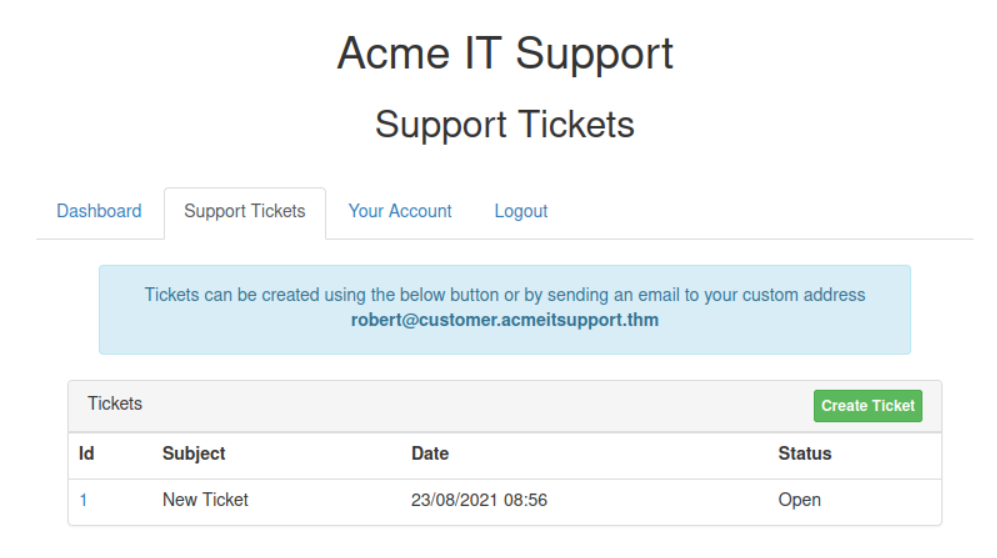 Acme IT Support
Support Tickets
Dashboard Support Tickets Your Account Logout
Tickets can be created using the below button or by sending an email to your custom address
robert@customer.acmeitsupport.thm
Tickets Create Ticket
Id Subject Date Status
1 New Ticket 23/08/2021 08:56 Open